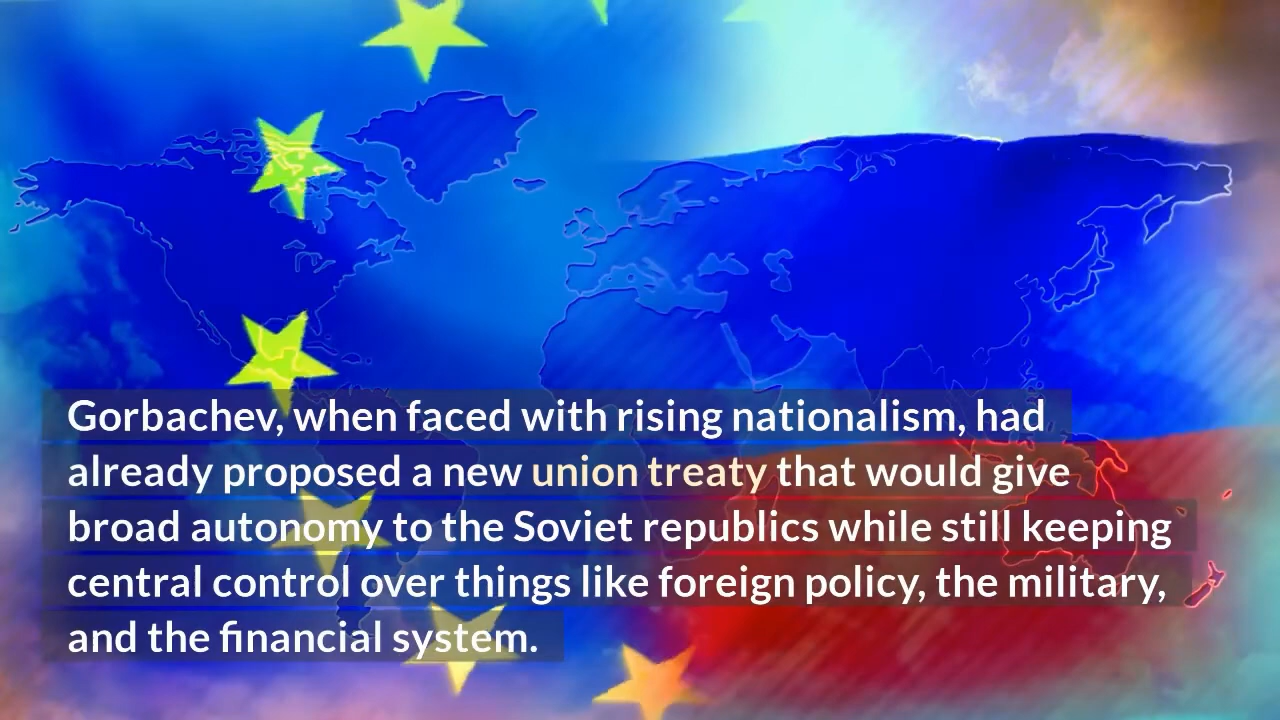 Gorbachev, when faced with rising nationalism, had
already proposed a new union treaty that would give
broad autonomy to the Soviet republics while still keeping
central control over things like foreign policy, the military,
and the financial system.